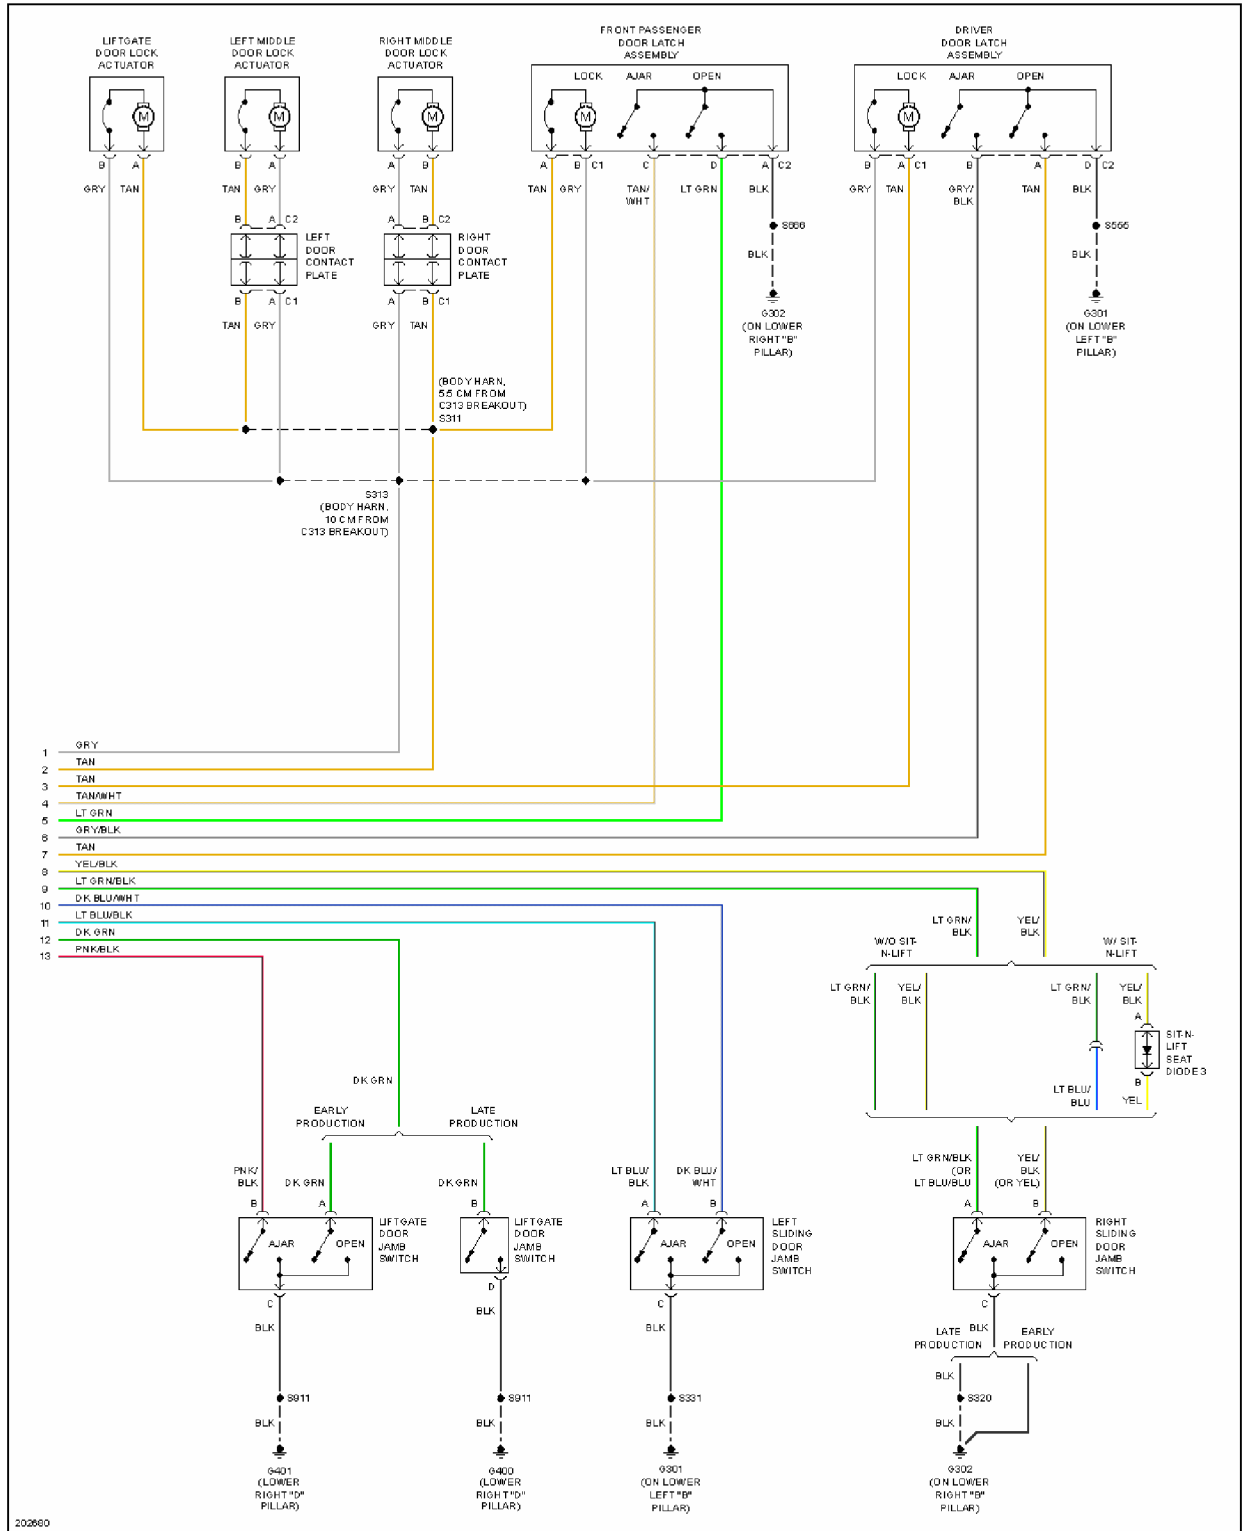 LIFTGATE
DOOR LOCK
ACTUATOR
LEFT MIDDLE
DOOR LOCK
ACTUATOR
RIGHT MIDDLE
DOOR LOCK
ACTUATOR
FRONT PASSENGER
DOOR LATCH
ASSEMBLY
DRIVER
DOOR LATCH
ASSEMBLY
LOCK AJAR OPEN
LOCK AJAR OPEN
M M M M M
B A B A A B A B C1 C D A C2 B A C1 B A D C2
GRY TAN TAN GRY GRY TAN TAN GRY TAN/
WHT LT GRN BLK GRY TAN GRY/
BLK TAN BLK
B A C2
A B C2
LEFT
DOOR
CONTACT
PLATE
RIGHT
DOOR
CONTACT
PLATE
B A C1
A B C1
TAN GRY GRY TAN
S666
BLK
G302
(ON LOWER
RIGHT "B"
PILLAR)
S555
BLK
G301
(ON LOWER
LEFT "B"
PILLAR)
(BODY HARN,
5.5 CM FROM
C313 BREAKOUT)
S311
S313
(BODY HARN,
10 CM FROM
C313 BREAKOUT)
1 GRY
2 TAN
3 TAN
4 TAN/WHT
5 LT GRN
6 GRY/BLK
7 TAN
8 YEL/BLK
9 LT GRN/BLK
10 DK BLU/WHT
11 LT BLU/BLK
12 DK GRN
13 PNK/BLK
LT GRN/
BLK
YEL/
BLK
W/O SIT-
N-LIFT
W/ SIT-
N-LIFT
LT GRN/
BLK
YEL/
BLK
LT GRN/
BLK
YEL/
BLK
A
SIT-N-
LIFT
SEAT
DIODE 3
B
LT BLU/
BLU
YEL
DK GRN
EARLY
PRODUCTION
LATE
PRODUCTION
PNK/
BLK
DK GRN
DK GRN
LT BLU/
BLK
DK BLU/
WHT
LT GRN/BLK
(OR
LT BLU/BLU
YEL/
BLK
(OR YEL)
B A B A B A B
AJAR OPEN
LIFTGATE
DOOR
JAMB
SWITCH
LIFTGATE
DOOR
JAMB
SWITCH
AJAR OPEN
LEFT
SLIDING
DOOR
JAMB
SWITCH
AJAR OPEN
RIGHT
SLIDING
DOOR
JAMB
SWITCH
C D C C
BLK BLK BLK BLK
LATE
PRODUCTION
EARLY
PRODUCTION
BLK
S911 S911 S331 S320
BLK BLK BLK BLK
G401
(LOWER
RIGHT "D"
PILLAR)
G400
(LOWER
RIGHT "D"
PILLAR)
G301
(ON LOWER
LEFT "B"
PILLAR)
G302
(ON LOWER
RIGHT "B"
PILLAR)
202680